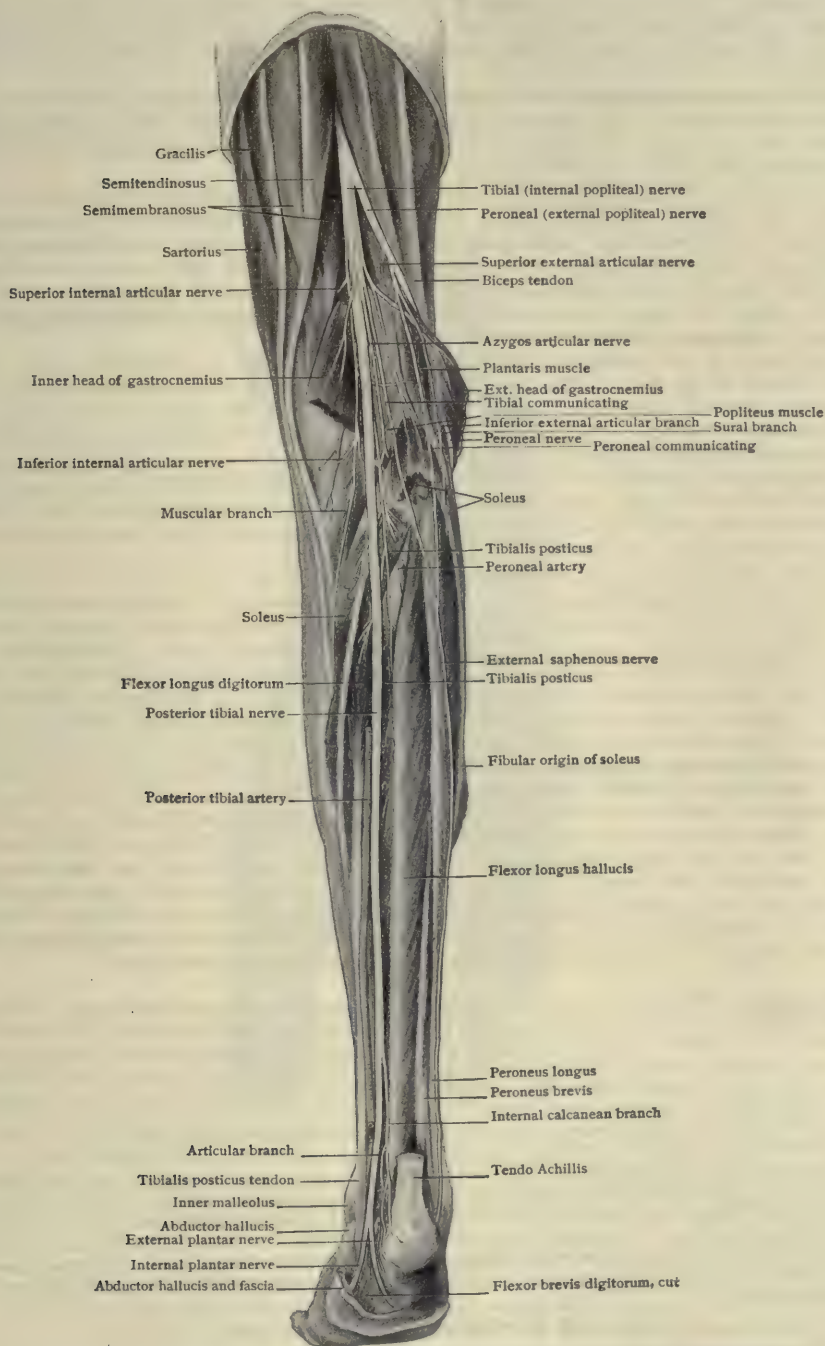 Gracilis
Semitendinosus
Semimembranosus
Sartorius
Superior internal articular nerve
Inner head of gastrocnemius
Inferior internal articular nerve
Muscular branch
Soleus
Flexor longus digitorum
Posterior tibial nerve
Posterior tibial artery
Articular branch
Tibialis posticus tendon
Inner malleolus
Abductor hallucis
External plantar nerve
Internal plantar nerve
Abductor hallucis and fascia
Tibial (internal popliteal) nerve
Peroneal (external popliteal) nerve
Superior external articular nerve
Biceps tendon
Azygos articular nerve
Plantaris muscle
Ext. head of gastrocnemius
Tibial communicating
Popliteus muscle
Inferior external articular branch
Sural branch
Peroneal nerve
Peroneal communicating
Soleus
Tibialis posticus
Peroneal artery
External saphenous nerve
Tibialis posticus
Fibular origin of soleus
Flexor longus hallucis
Peroneus longus
Peroneus brevis
Internal calcanean branch
Tendo Achillis
Flexor brevis digitorum, cut